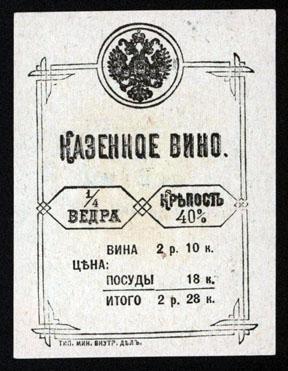 КАЗЕННОЕ ВИНО.
1/4 ВЕДРА
КРѢПОСТЬ 40%
ВИНА 2 р. 10 к.
ЦѢНА:
ПОСУДЫ 18 к.
ИТОГО 2 р. 28 к.
ТИП. МИН. ВНУТР. ДѢЛЪ.